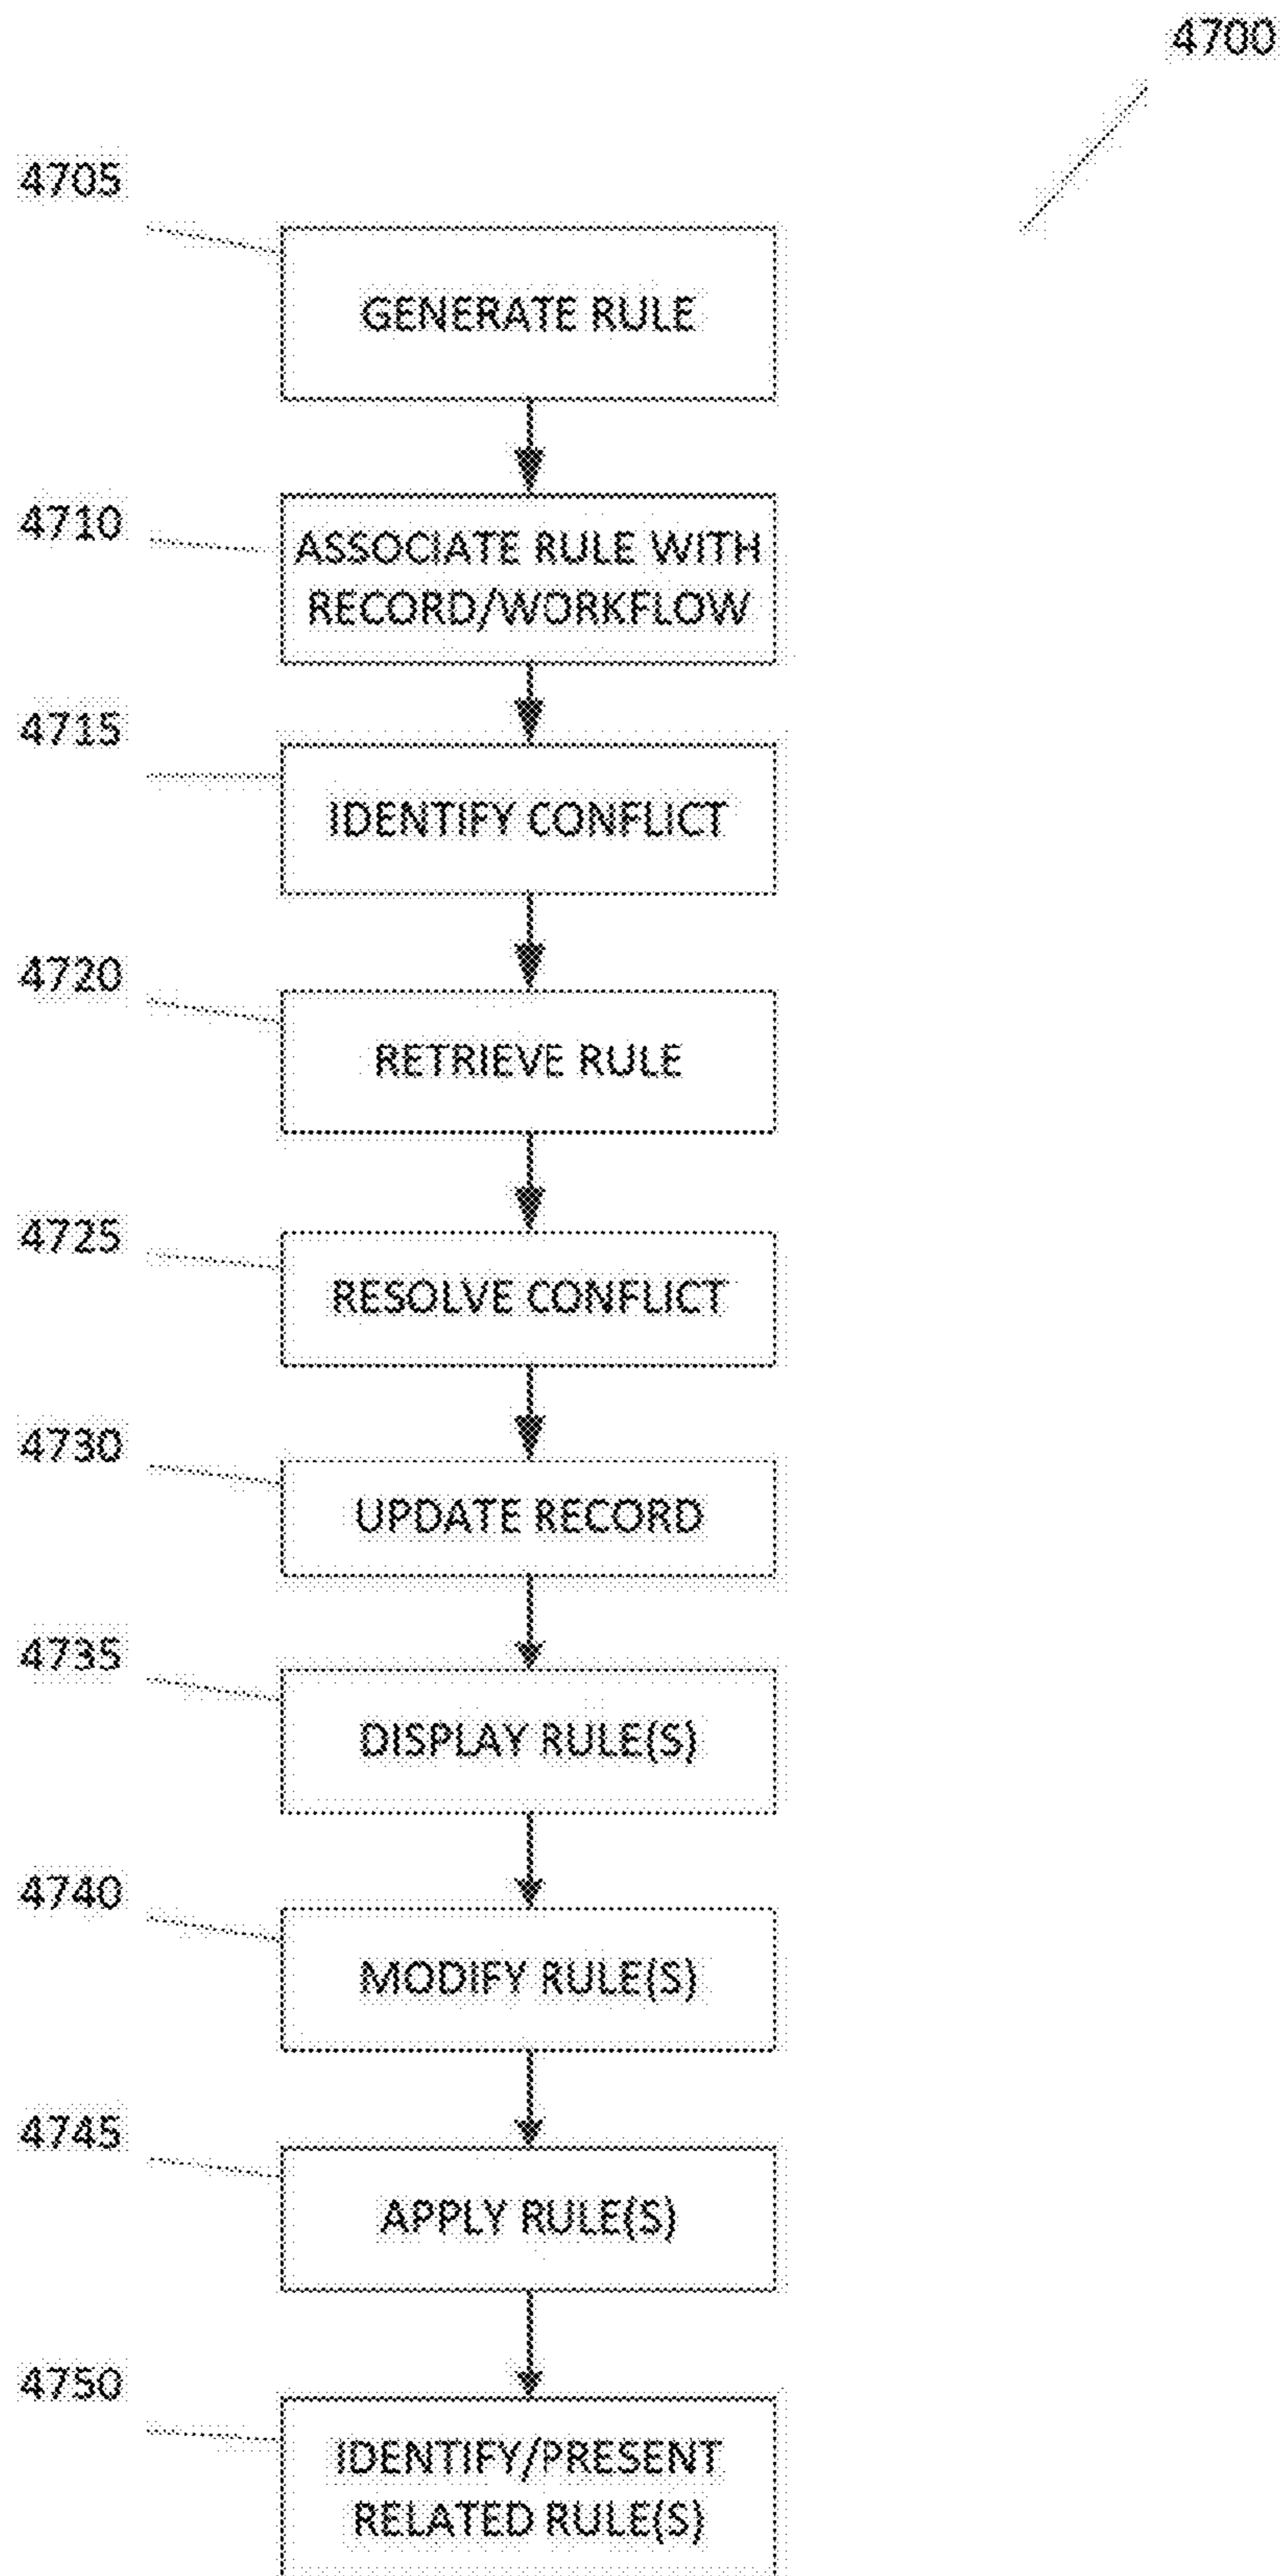 4700
4705
GENERATE RULE
4710
ASSOCIATE RULE WITH
RECORD/WORKFLOW
4715
IDENTIFY CONFLICT
4720
RETRIEVE RULE
4725
RESOLVE CONFLICT
4730
UPDATE RECORD
4735
DISPLAY RULE(S)
4740
MODIFY RULE(S)
4745
APPLY RULE(S)
4750
IDENTIFY/PRESENT
RELATED RULE(S)